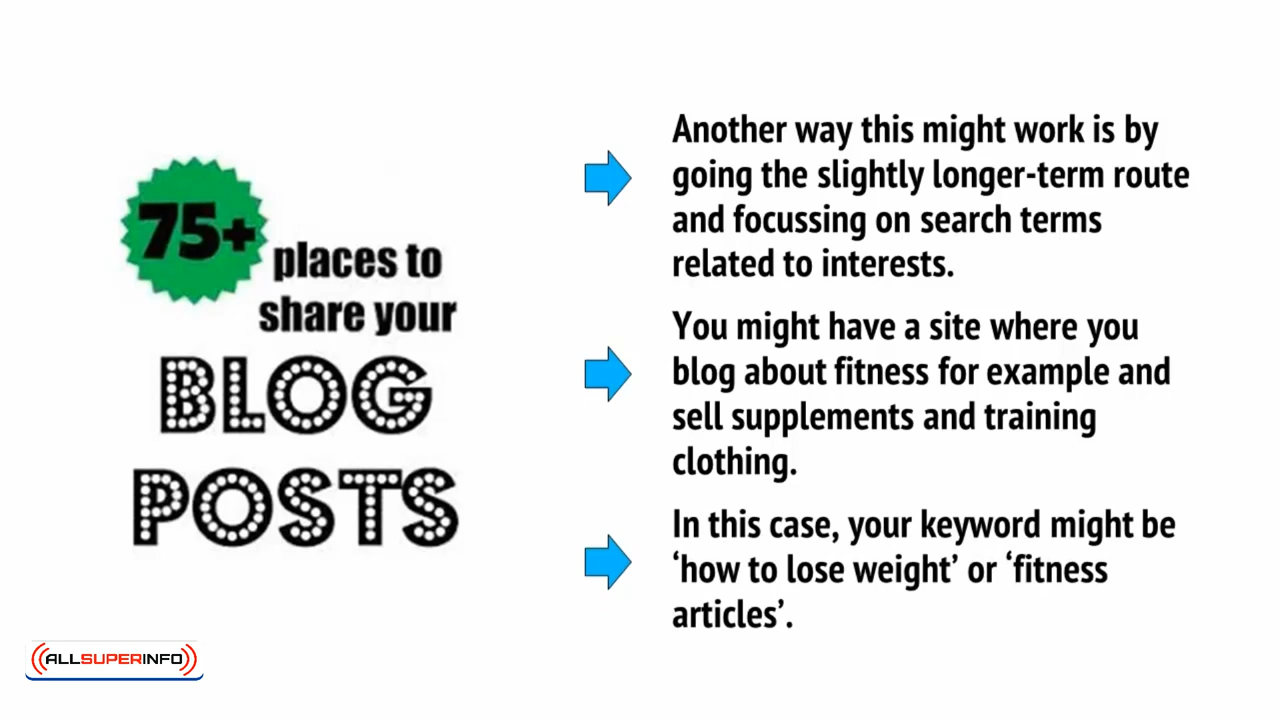 75+
places to
share your
BLOG
POSTS
Another way this might work is by
going the slightly longer-term route
and focussing on search terms
related to interests.
You might have a site where you
blog about fitness for example and
sell supplements and training
clothing.
In this case, your keyword might be
‘how to lose weight’ or ‘fitness
articles’.
ALLSUPERINFO